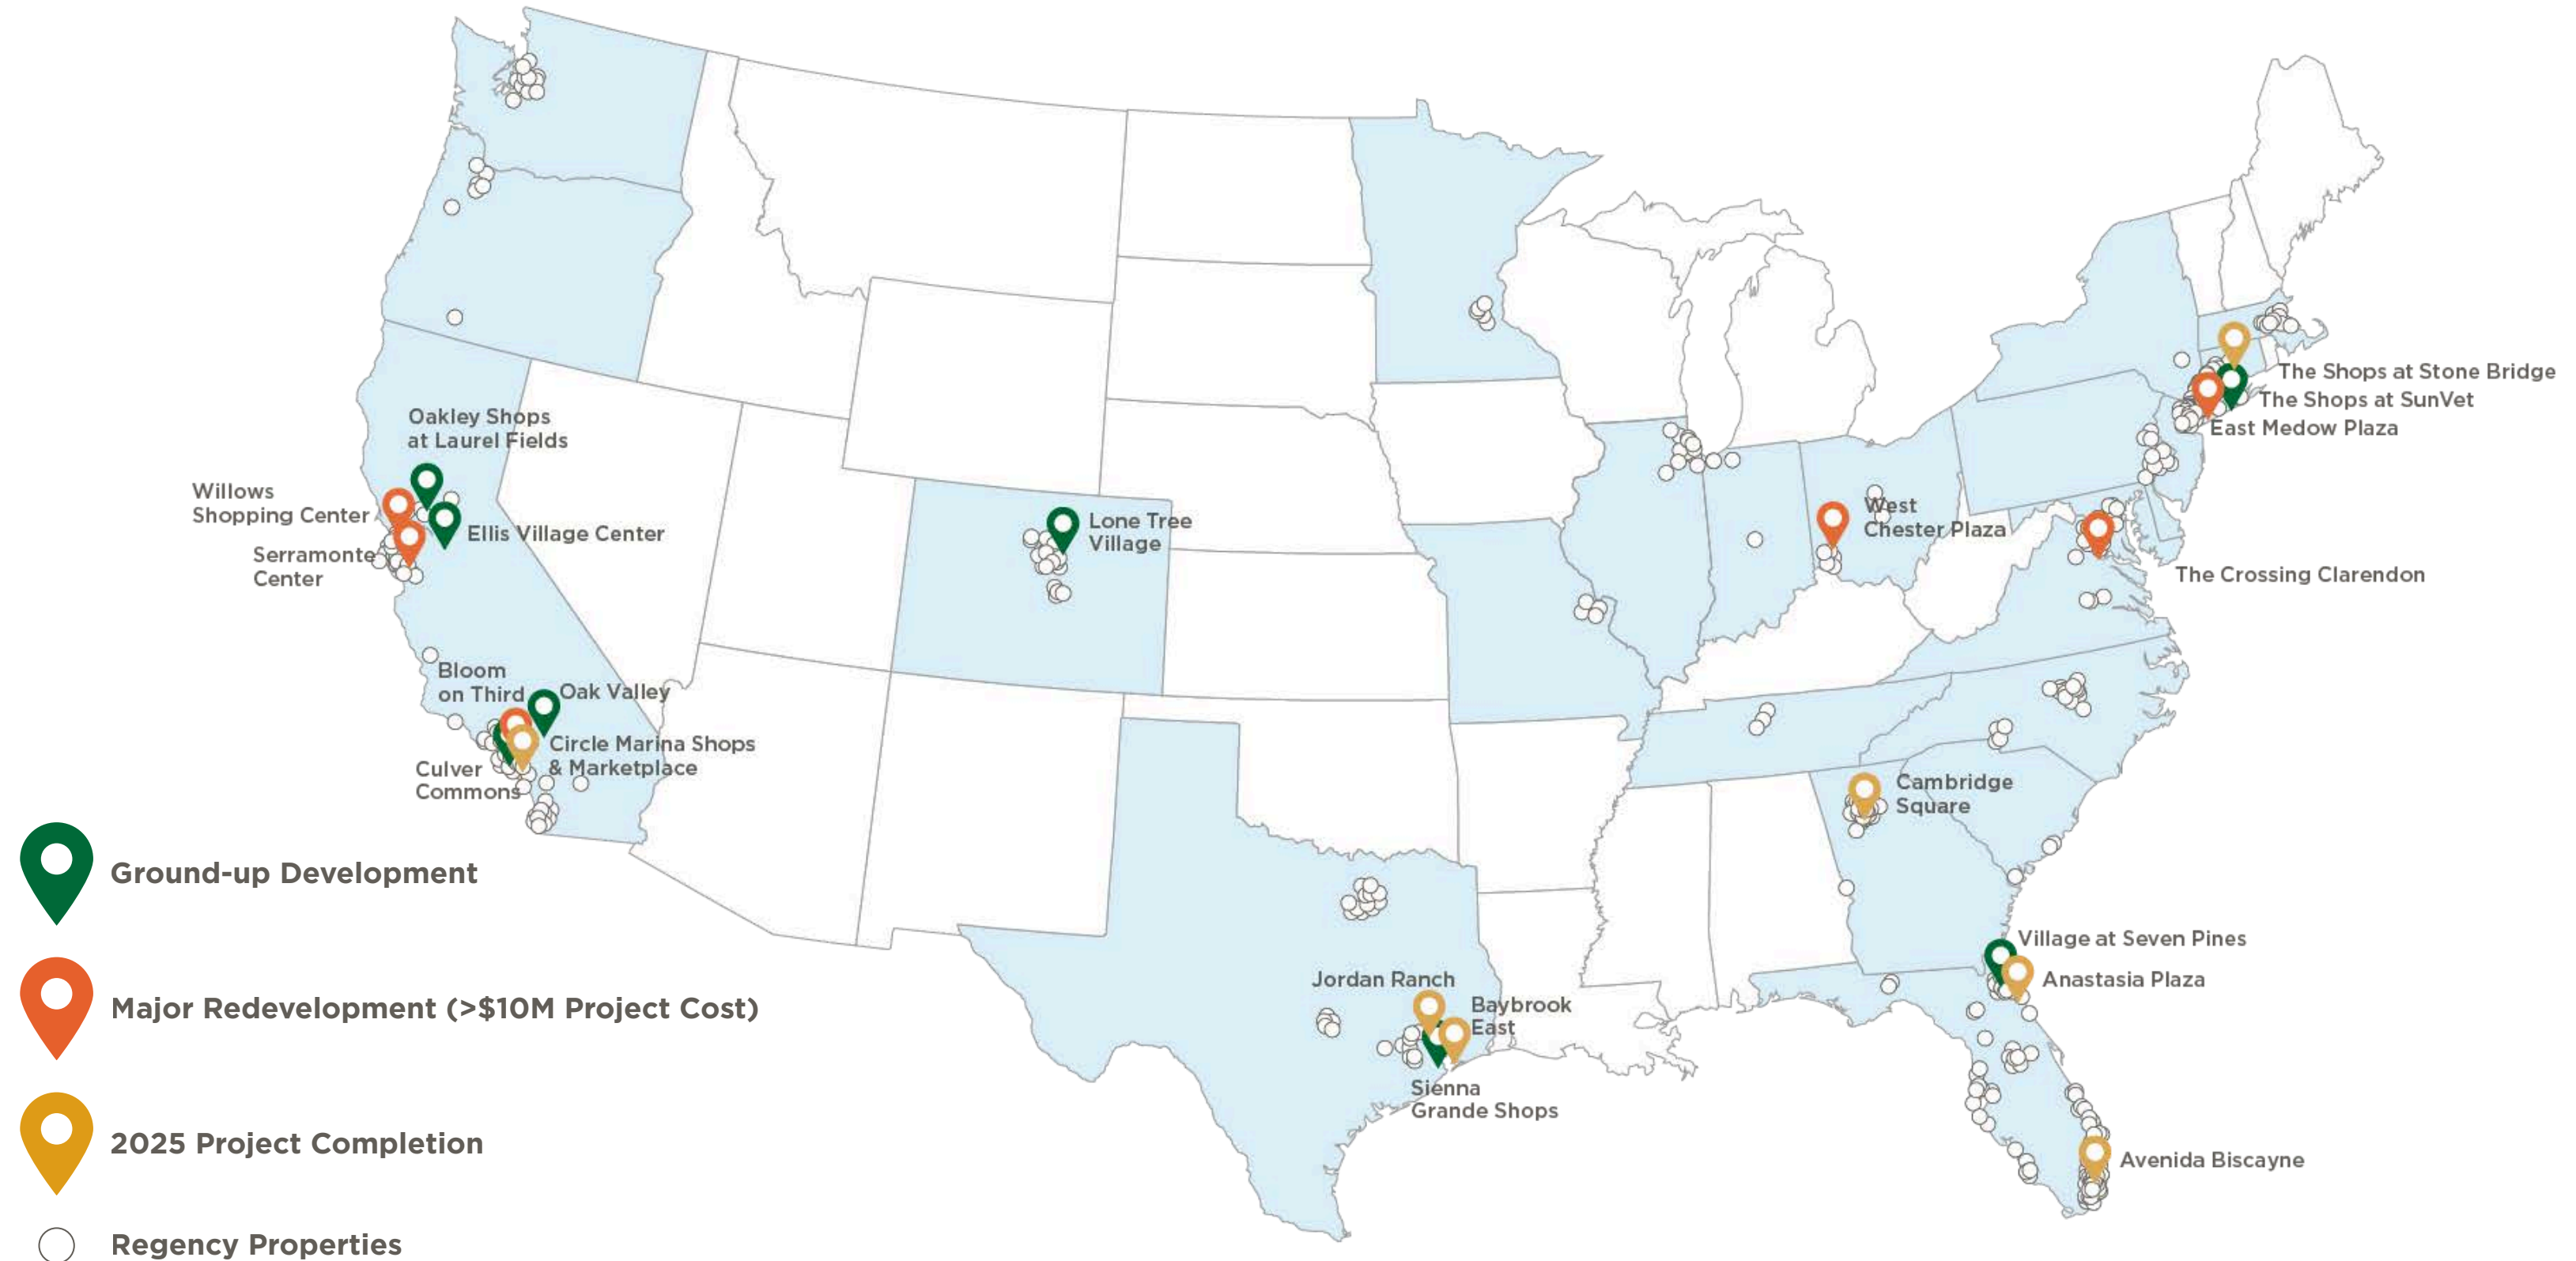 Oakley Shops
at Laurel Fields
Willows
Shopping Center
Ellis Village Center
Serramonte
Center
Bloom
on Third
Oak Valley
Circle Marina Shops
& Marketplace
Culver
Commons
Lone Tree
Village
Jordan Ranch
Baybrook
East
Sienna
Grande Shops
West
Chester Plaza
The Shops at Stone Bridge
The Shops at SunVet
East Medow Plaza
The Crossing Clarendon
Cambridge
Square
Village at Seven Pines
Anastasia Plaza
Avenida Biscayne
Ground-up Development
Major Redevelopment (>$10M Project Cost)
2025 Project Completion
Regency Properties